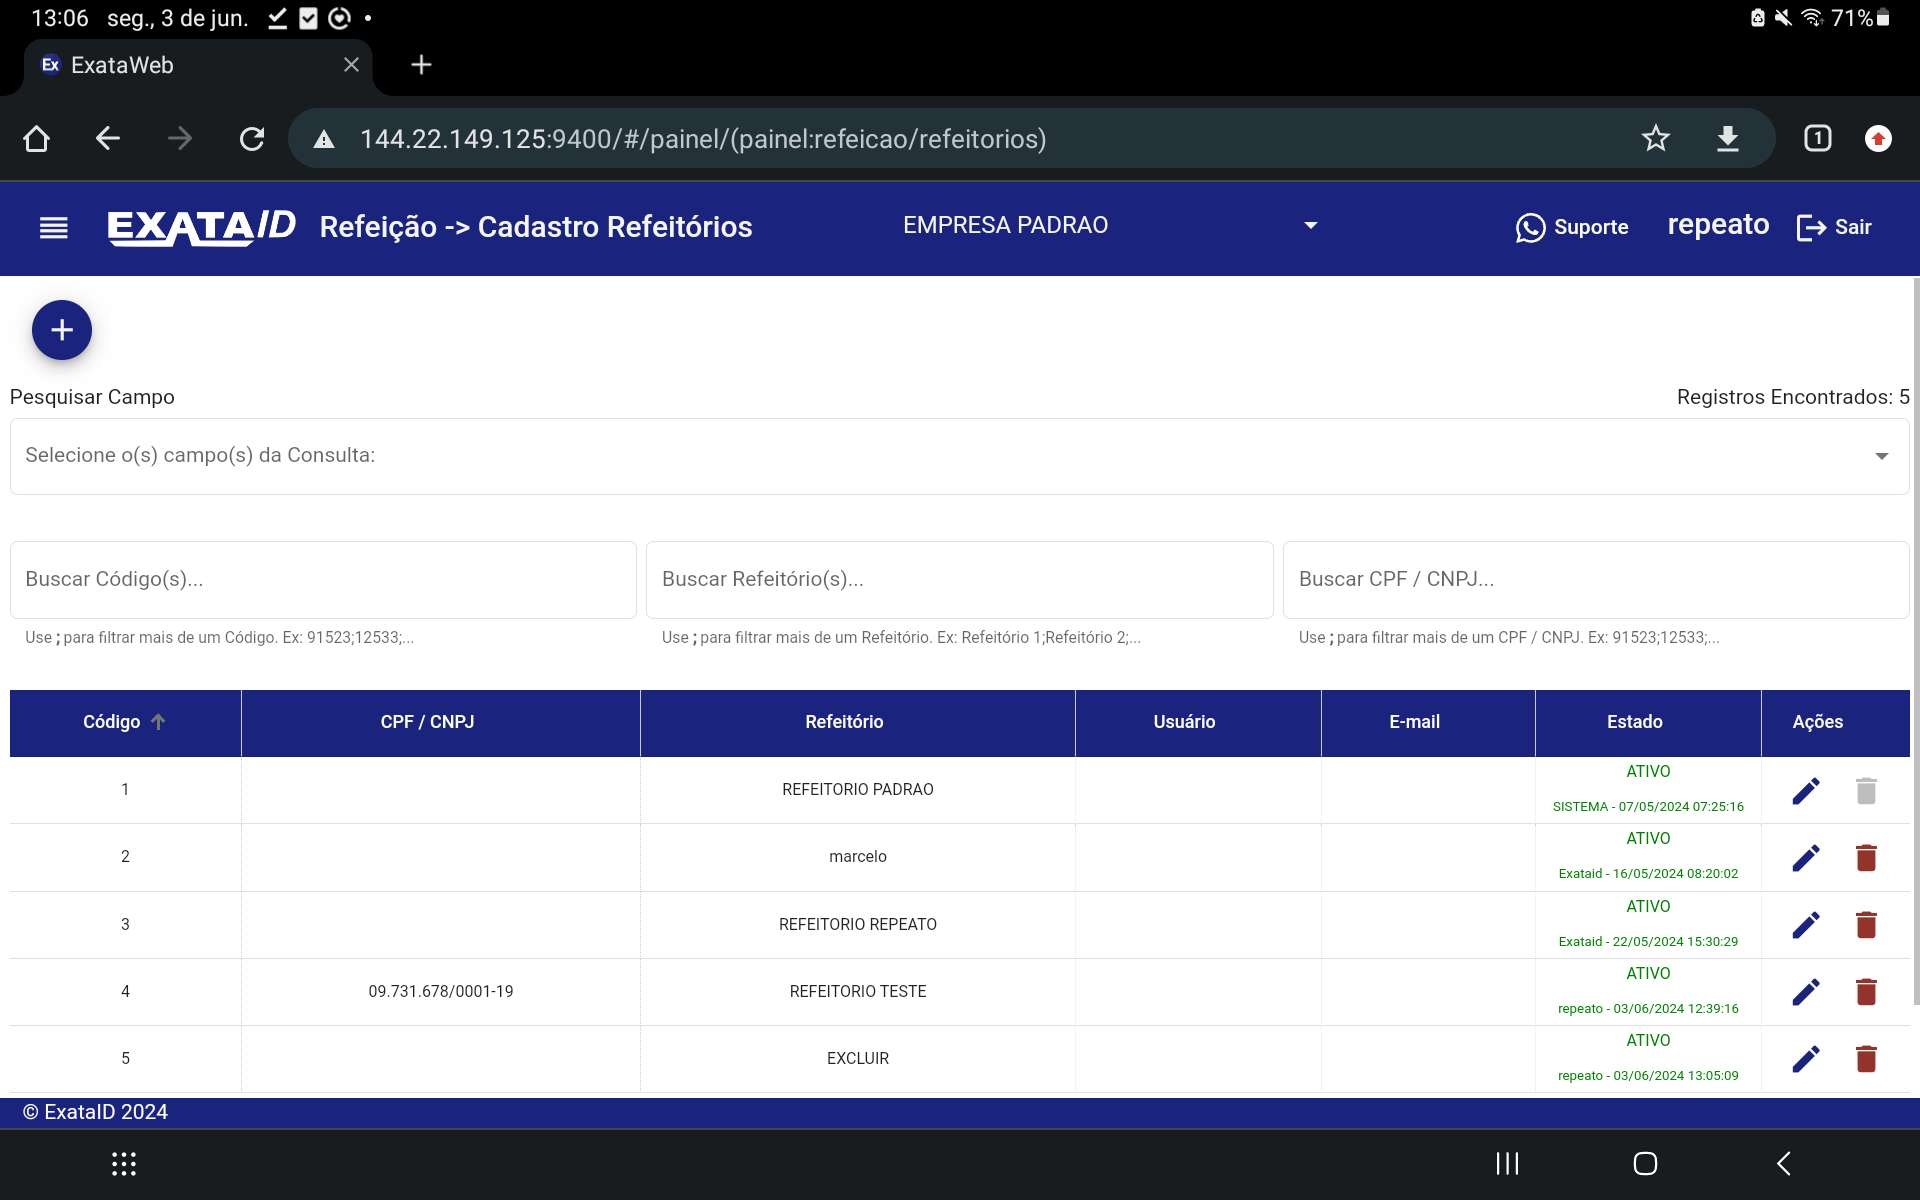 13:06 seg., 3 de jun. 71%
Ex ExataWeb
144.22.149.125:9400/#/painel/(painel:refeicao/refeitorios) 1
EXATAID Refeição -> Cadastro Refeitórios EMPRESA PADRAO Suporte repeato Sair
Pesquisar Campo Registros Encontrados: 5
Selecione o(s) campo(s) da Consulta:
Buscar Código(s)... Buscar Refeitório(s)... Buscar CPF / CNPJ...
Use ; para filtrar mais de um Código. Ex: 91523;12533;... Use ; para filtrar mais de um Refeitório. Ex: Refeitório 1;Refeitório 2;... Use ; para filtrar mais de um CPF / CNPJ. Ex: 91523;12533;...
Código CPF / CNPJ Refeitório Usuário E-mail Estado Ações
1 REFEITORIO PADRAO ATIVO
SISTEMA - 07/05/2024 07:25:16
2 marcelo ATIVO
Exataid - 16/05/2024 08:20:02
3 REFEITORIO REPEATO ATIVO
Exataid - 22/05/2024 15:30:29
4 09.731.678/0001-19 REFEITORIO TESTE ATIVO
repeato - 03/06/2024 12:39:16
5 EXCLUIR ATIVO
repeato - 03/06/2024 13:05:09
© ExataID 2024